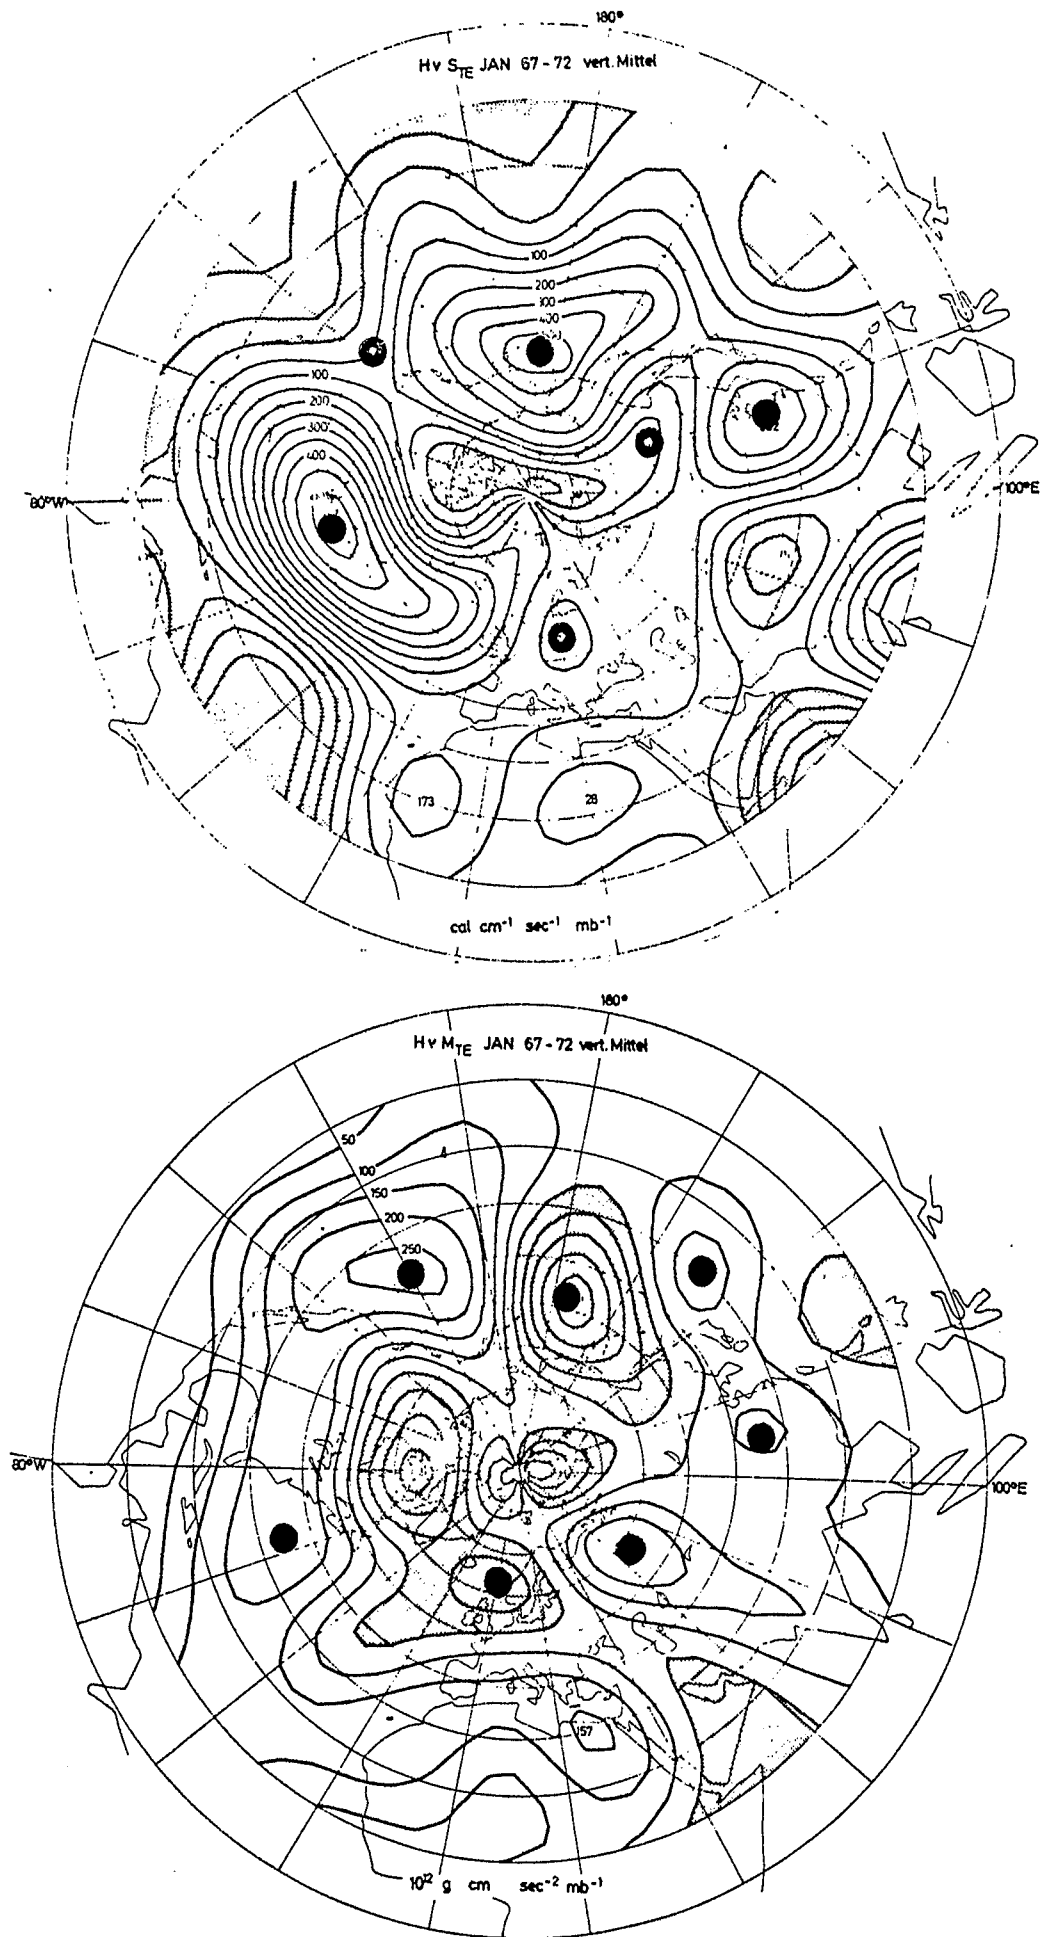 180°
Hv S_TE JAN 67-72 vert. Mittel
100
200
300
400
100
200
300
400
80°W
100°E
173
28
cal cm⁻¹ sec⁻¹ mb⁻¹
180°
Hv M_TE JAN 67-72 vert. Mittel
50
100
150
200
250
80°W
100°E
157
10¹² g cm sec⁻² mb⁻¹